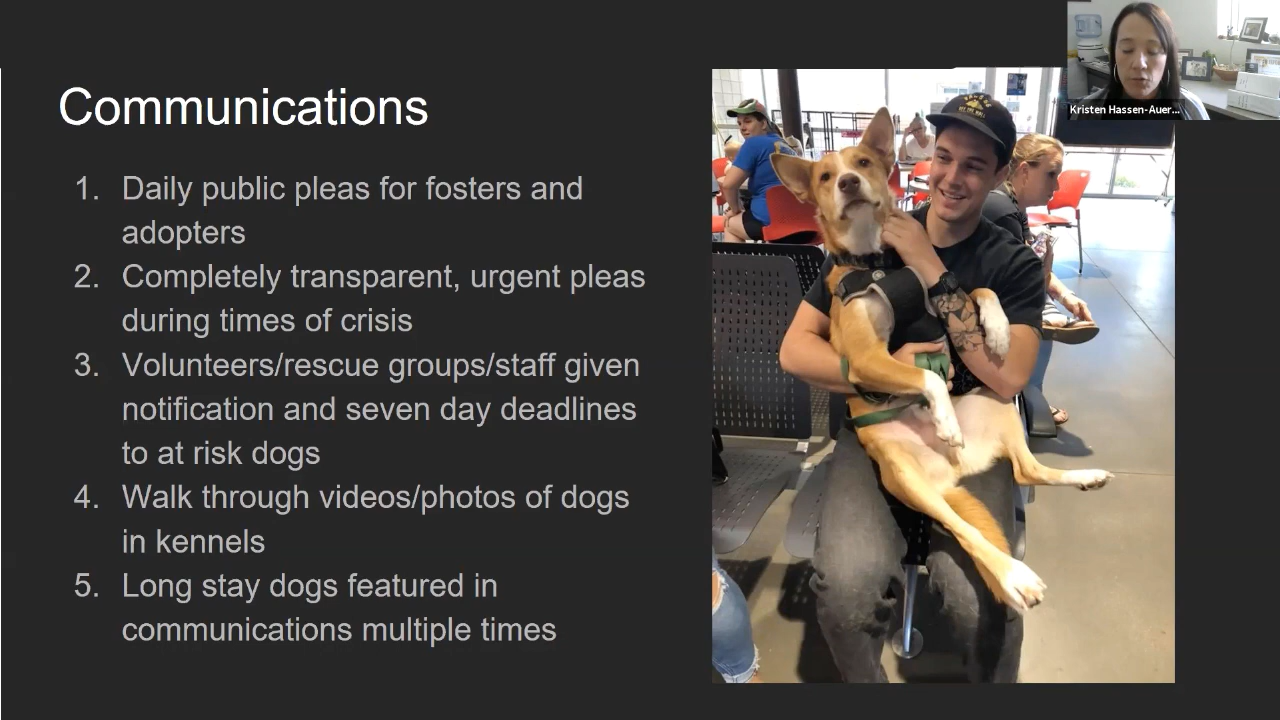 Communications
1. Daily public pleas for fosters and
adopters
2. Completely transparent, urgent pleas
during times of crisis
3. Volunteers/rescue groups/staff given
notification and seven day deadlines
to at risk dogs
4. Walk through videos/photos of dogs
in kennels
5. Long stay dogs featured in
communications multiple times
Kristen Hassen-Auer...